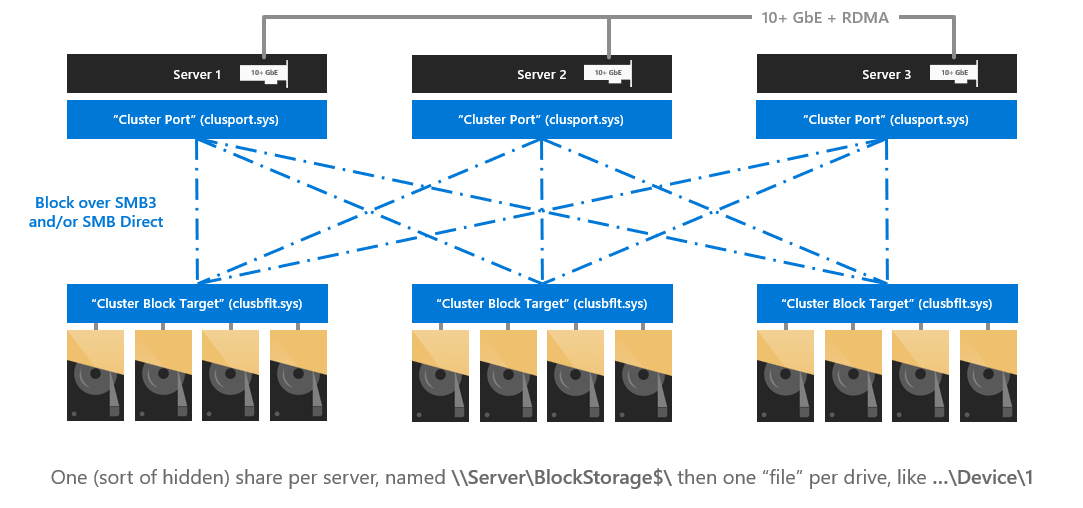 10+ GbE + RDMA
Server 1
10+ GbE
Server 2
10+ GbE
Server 3
10+ GbE
“Cluster Port” (clusport.sys)
“Cluster Port” (clusport.sys)
“Cluster Port” (clusport.sys)
Block over SMB3
and/or SMB Direct
“Cluster Block Target” (clusbflt.sys)
“Cluster Block Target” (clusbflt.sys)
“Cluster Block Target” (clusbflt.sys)
One (sort of hidden) share per server, named \\Server\BlockStorage$\ then one “file” per drive, like ...\Device\1